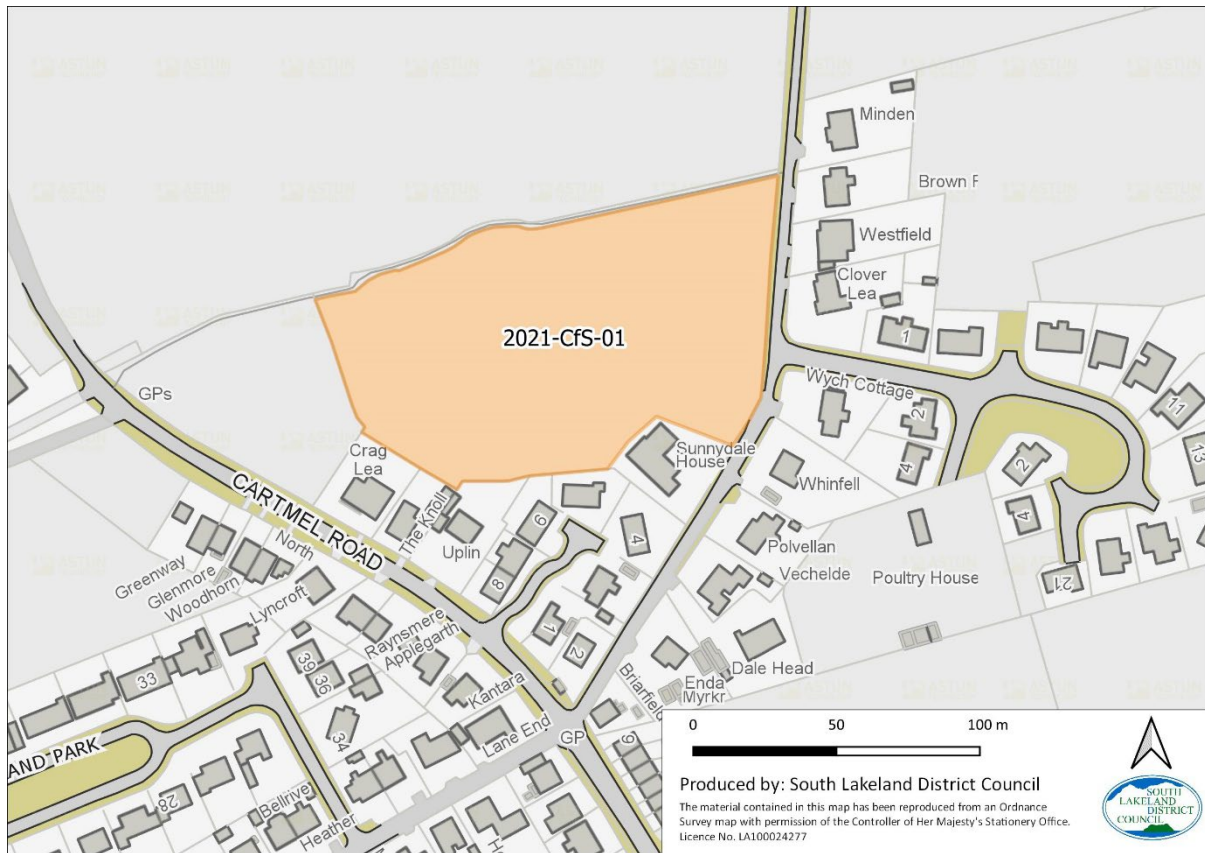 Minden
Brown F
Westfield
Clover
Lea
1
2021-CfS-01
Wych Cottage
2
11
13
GPs
4
2
4
21
Crag
Lea
Sunnydale
House
Whinfell
CARTMEL ROAD
The Knoll
Uplin
9
4
8
Polvellan
Vechelde
Poultry House
North
Greenway
Glenmore
Woodhorn
Lyncroft
Raynsmere
Applegarth
1
2
Kantara
Briarfield
Enda
Myrkr
Dale Head
33
39
36
34
Lane End
GP
9
AND PARK
28
Bellrive
Heather
0 50 100 m
Produced by: South Lakeland District Council
The material contained in this map has been reproduced from an Ordnance
Survey map with permission of the Controller of Her Majesty's Stationery Office.
Licence No. LA100024277
SOUTH
LAKELAND
DISTRICT
COUNCIL